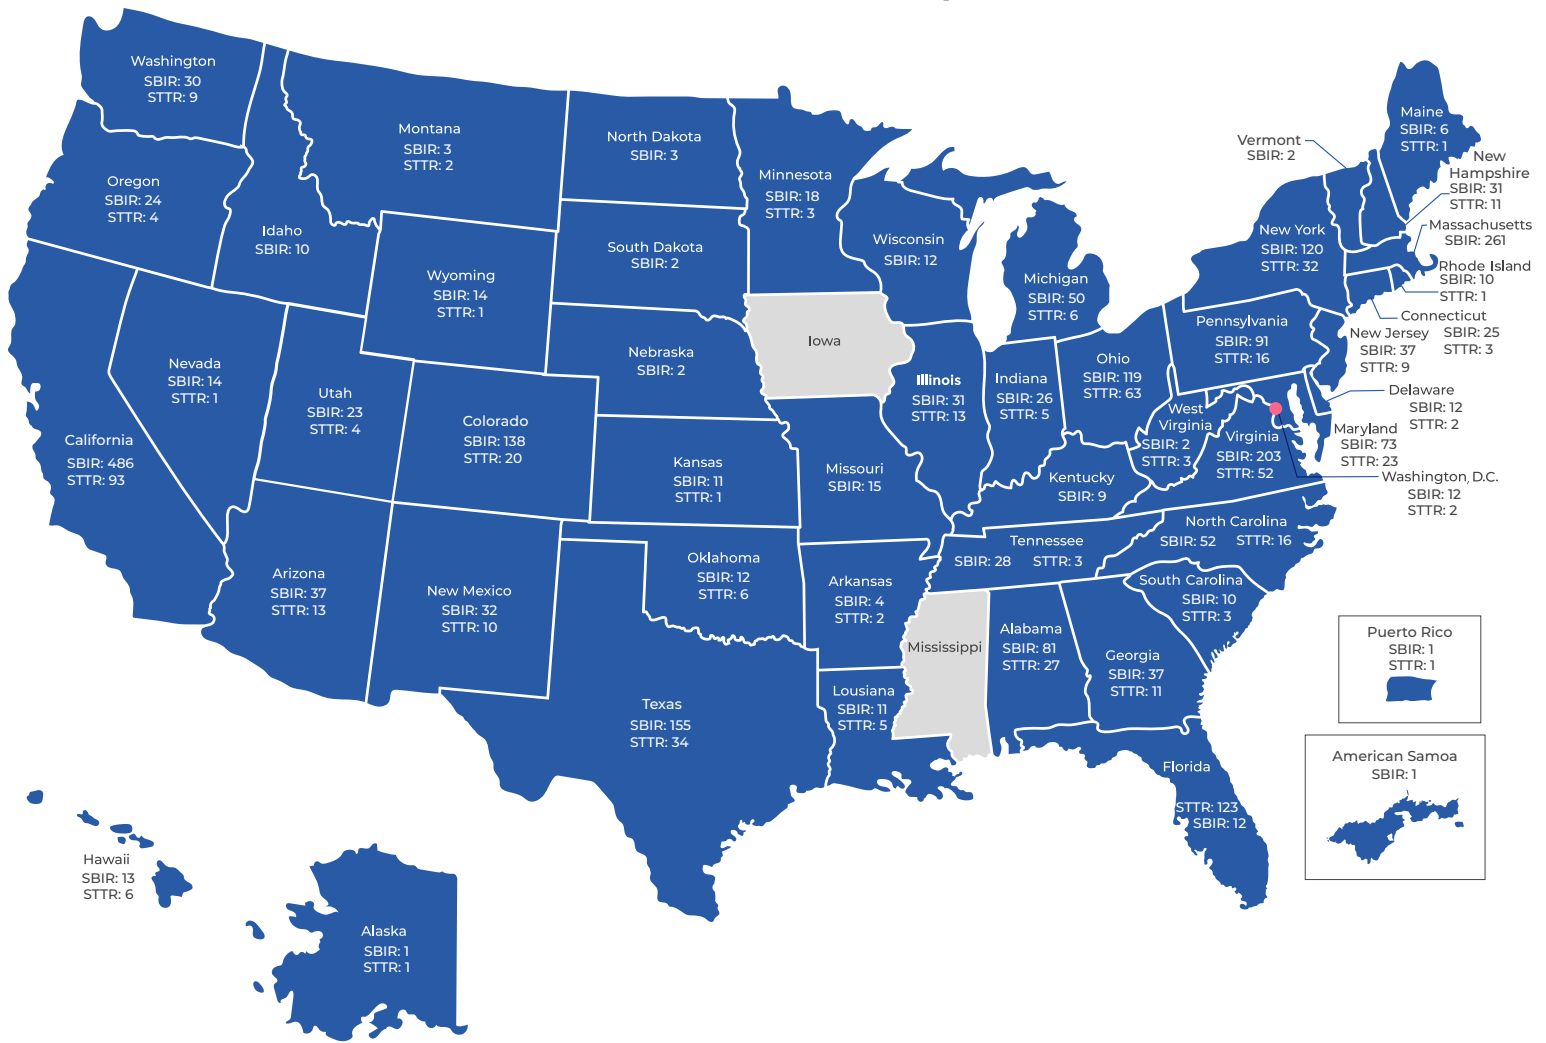 Washington
SBIR: 30
STTR: 9
Oregon
SBIR: 24
STTR: 4
Idaho
SBIR: 10
Montana
SBIR: 3
STTR: 2
North Dakota
SBIR: 3
Minnesota
SBIR: 18
STTR: 3
South Dakota
SBIR: 2
Wyoming
SBIR: 14
STTR: 1
Wisconsin
SBIR: 12
Michigan
SBIR: 50
STTR: 6
Iowa
Nebraska
SBIR: 2
Nevada
SBIR: 14
STTR: 1
Utah
SBIR: 23
STTR: 4
Colorado
SBIR: 138
STTR: 20
California
SBIR: 486
STTR: 93
Kansas
SBIR: 11
STTR: 1
Missouri
SBIR: 15
Illinois
SBIR: 31
STTR: 13
Indiana
SBIR: 26
STTR: 5
Ohio
SBIR: 119
STTR: 63
Pennsylvania
SBIR: 91
STTR: 16
New York
SBIR: 120
STTR: 32
Vermont
SBIR: 2
Maine
SBIR: 6
STTR: 1
New
Hampshire
SBIR: 31
STTR: 11
Massachusetts
SBIR: 261
Rhode Island
SBIR: 10
STTR: 1
Connecticut
SBIR: 25
STTR: 3
New Jersey
SBIR: 37
STTR: 9
Delaware
SBIR: 12
STTR: 2
Maryland
SBIR: 73
STTR: 23
Washington, D.C.
SBIR: 12
STTR: 2
West
Virginia
SBIR: 2
STTR: 3
Virginia
SBIR: 203
STTR: 52
Kentucky
SBIR: 9
Tennessee
SBIR: 28 STTR: 3
North Carolina
SBIR: 52 STTR: 16
South Carolina
SBIR: 10
STTR: 3
Arizona
SBIR: 37
STTR: 13
New Mexico
SBIR: 32
STTR: 10
Oklahoma
SBIR: 12
STTR: 6
Arkansas
SBIR: 4
STTR: 2
Mississippi
Alabama
SBIR: 81
STTR: 27
Georgia
SBIR: 37
STTR: 11
Texas
SBIR: 155
STTR: 34
Lousiana
SBIR: 11
STTR: 5
Florida
STTR: 123
SBIR: 12
Puerto Rico
SBIR: 1
STTR: 1
American Samoa
SBIR: 1
Hawaii
SBIR: 13
STTR: 6
Alaska
SBIR: 1
STTR: 1